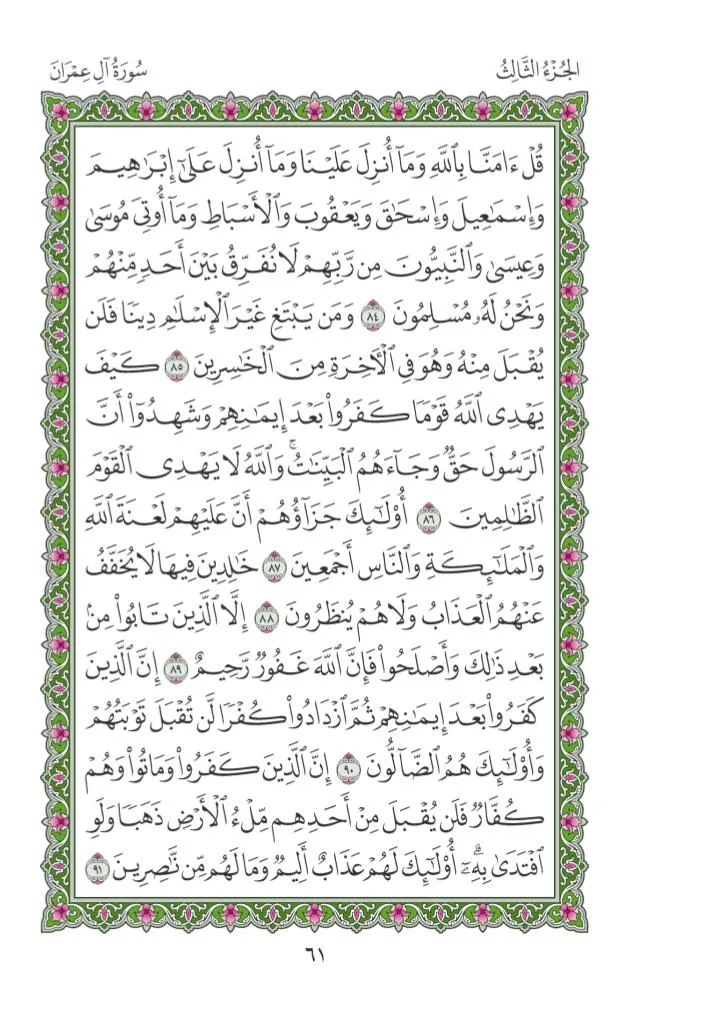 الجُزْءُ الثَّالِثُ
سُورَةُ آلِ عِمْرَانَ
قُلْ ءَامَنَّا بِٱللَّهِ وَمَآ أُنزِلَ عَلَيْنَا وَمَآ أُنزِلَ عَلَىٰٓ إِبْرَٰهِيمَ
وَإِسْمَٰعِيلَ وَإِسْحَٰقَ وَيَعْقُوبَ وَٱلْأَسْبَاطِ وَمَآ أُوتِىَ مُوسَىٰ
وَعِيسَىٰ وَٱلنَّبِيُّونَ مِن رَّبِّهِمْ لَا نُفَرِّقُ بَيْنَ أَحَدٍ مِّنْهُمْ
وَنَحْنُ لَهُۥ مُسْلِمُونَ ٨٤ وَمَن يَبْتَغِ غَيْرَ ٱلْإِسْلَٰمِ دِينًا فَلَن
يُقْبَلَ مِنْهُ وَهُوَ فِى ٱلْأَخِرَةِ مِنَ ٱلْخَٰسِرِينَ ٨٥ كَيْفَ
يَهْدِى ٱللَّهُ قَوْمًا كَفَرُوا۟ بَعْدَ إِيمَٰنِهِمْ وَشَهِدُوٓا۟ أَنَّ
ٱلرَّسُولَ حَقٌّ وَجَآءَهُمُ ٱلْبَيِّنَٰتُ ۚ وَٱللَّهُ لَا يَهْدِى ٱلْقَوْمَ
ٱلظَّٰلِمِينَ ٨٦ أُو۟لَٰٓئِكَ جَزَآؤُهُمْ أَنَّ عَلَيْهِمْ لَعْنَةَ ٱللَّهِ
وَٱلْمَلَٰٓئِكَةِ وَٱلنَّاسِ أَجْمَعِينَ ٨٧ خَٰلِدِينَ فِيهَا لَا يُخَفَّفُ
عَنْهُمُ ٱلْعَذَابُ وَلَا هُمْ يُنظَرُونَ ٨٨ إِلَّا ٱلَّذِينَ تَابُوا۟ مِنۢ
بَعْدِ ذَٰلِكَ وَأَصْلَحُوا۟ فَإِنَّ ٱللَّهَ غَفُورٌ رَّحِيمٌ ٨٩ إِنَّ ٱلَّذِينَ
كَفَرُوا۟ بَعْدَ إِيمَٰنِهِمْ ثُمَّ ٱزْدَادُوا۟ كُفْرًا لَّن تُقْبَلَ تَوْبَتُهُمْ
وَأُو۟لَٰٓئِكَ هُمُ ٱلضَّآلُّونَ ٩٠ إِنَّ ٱلَّذِينَ كَفَرُوا۟ وَمَاتُوا۟ وَهُمْ
كُفَّارٌ فَلَن يُقْبَلَ مِنْ أَحَدِهِم مِّلْءُ ٱلْأَرْضِ ذَهَبًا وَلَوِ
ٱفْتَدَىٰ بِهِۦٓ ۗ أُو۟لَٰٓئِكَ لَهُمْ عَذَابٌ أَلِيمٌ وَمَا لَهُم مِّن نَّٰصِرِينَ ٩١
٦١